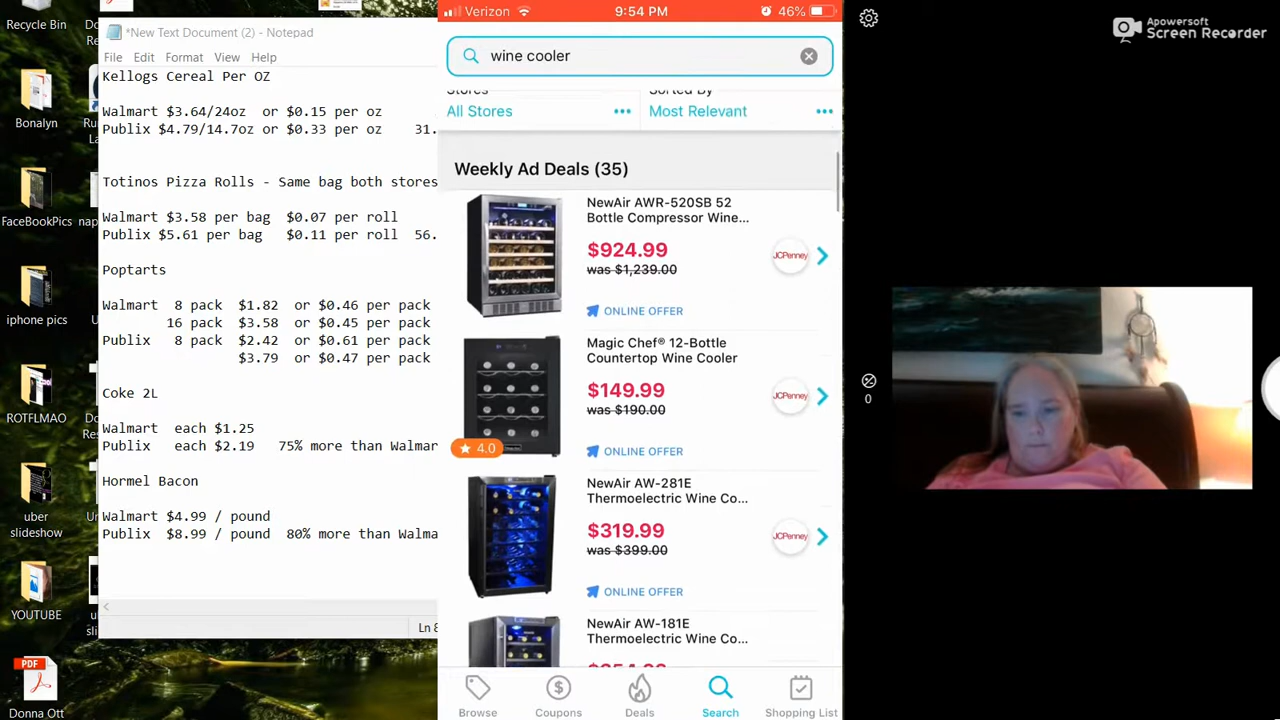 Recycle Bin
Bonalyn
FaceBookPics
iphone pics
ROTFLMAO
uber
slideshow
YOUTUBE
PDF
Donna Ott
*New Text Document (2) - Notepad
File Edit Format View Help
Kellogs Cereal Per OZ
Walmart $3.64/24oz or $0.15 per oz
Publix $4.79/14.7oz or $0.33 per oz 31.
Totinos Pizza Rolls - Same bag both stores
Walmart $3.58 per bag $0.07 per roll
Publix $5.61 per bag $0.11 per roll 56.
Poptarts
Walmart 8 pack $1.82 or $0.46 per pack
16 pack $3.58 or $0.45 per pack
Publix 8 pack $2.42 or $0.61 per pack
$3.79 or $0.47 per pack
Coke 2L
Walmart each $1.25
Publix each $2.19 75% more than Walmar
Hormel Bacon
Walmart $4.99 / pound
Publix $8.99 / pound 80% more than Walma
Ln 8
Verizon 9:54 PM 46%
wine cooler
Stores Sorted By
All Stores ••• Most Relevant •••
Weekly Ad Deals (35)
NewAir AWR-520SB 52
Bottle Compressor Wine...
$924.99
was $1,239.00
JCPenney
ONLINE OFFER
Magic Chef® 12-Bottle
Countertop Wine Cooler
$149.99
was $190.00
JCPenney
4.0
ONLINE OFFER
NewAir AW-281E
Thermoelectric Wine Co...
$319.99
was $399.00
JCPenney
ONLINE OFFER
NewAir AW-181E
Thermoelectric Wine Co...
Browse Coupons Deals Search Shopping List
0
Apowersoft
Screen Recorder